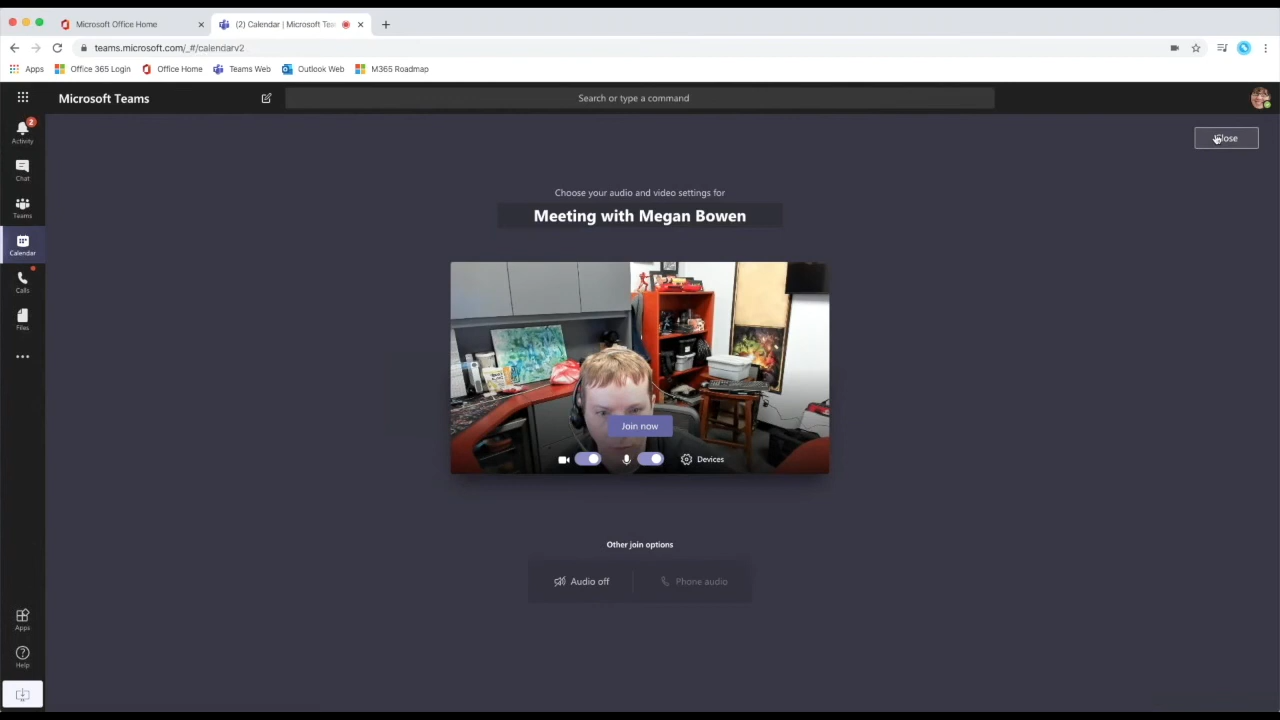 Microsoft Office Home
(2) Calendar | Microsoft Tea
teams.microsoft.com/_#/calendarv2
Apps
Office 365 Login
Office Home
Teams Web
Outlook Web
M365 Roadmap
Microsoft Teams
Search or type a command
2
Activity
Chat
Teams
Calendar
Calls
Files
Apps
Help
Close
Choose your audio and video settings for
Meeting with Megan Bowen
Join now
Devices
Other join options
Audio off
Phone audio